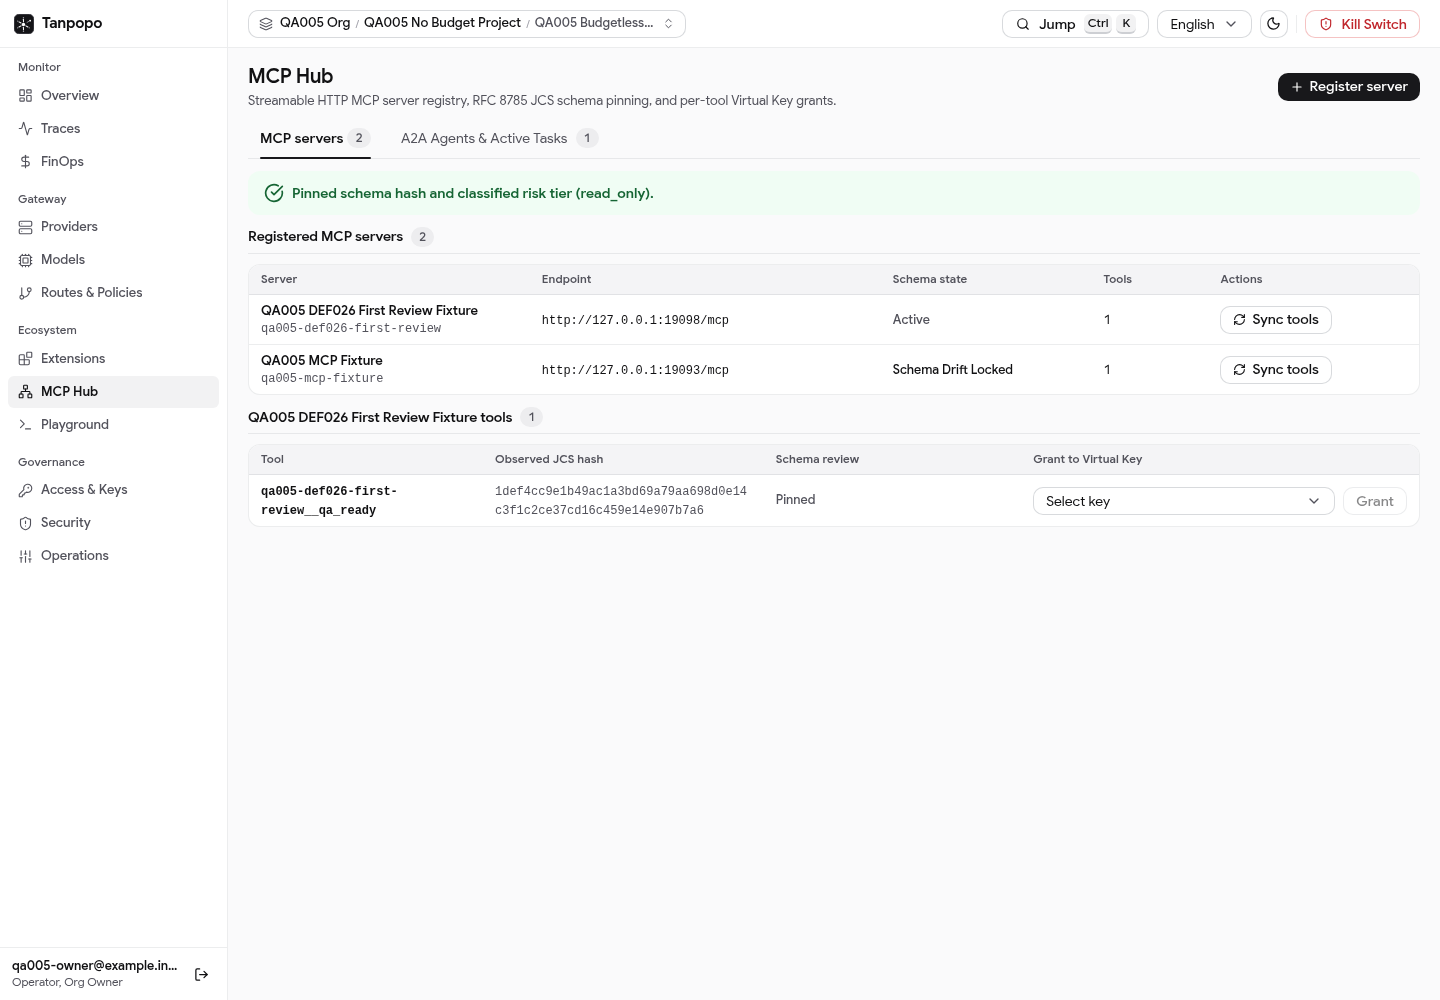 Tanpopo
QA005 Org / QA005 No Budget Project / QA005 Budgetless...
Jump Ctrl K
English
Kill Switch
Monitor
Overview
Traces
FinOps
Gateway
Providers
Models
Routes & Policies
Ecosystem
Extensions
MCP Hub
Playground
Governance
Access & Keys
Security
Operations
qa005-owner@example.in...
Operator, Org Owner
MCP Hub
Streamable HTTP MCP server registry, RFC 8785 JCS schema pinning, and per-tool Virtual Key grants.
+ Register server
MCP servers 2
A2A Agents & Active Tasks 1
Pinned schema hash and classified risk tier (read_only).
Registered MCP servers 2
Server Endpoint Schema state Tools Actions
QA005 DEF026 First Review Fixture
qa005-def026-first-review
http://127.0.0.1:19098/mcp
Active
1
Sync tools
QA005 MCP Fixture
qa005-mcp-fixture
http://127.0.0.1:19093/mcp
Schema Drift Locked
1
Sync tools
QA005 DEF026 First Review Fixture tools 1
Tool Observed JCS hash Schema review Grant to Virtual Key
qa005-def026-first-
review__qa_ready
1def4cc9e1b49ac1a3bd69a79aa698d0e14
c3f1c2ce37cd16c459e14e907b7a6
Pinned
Select key
Grant